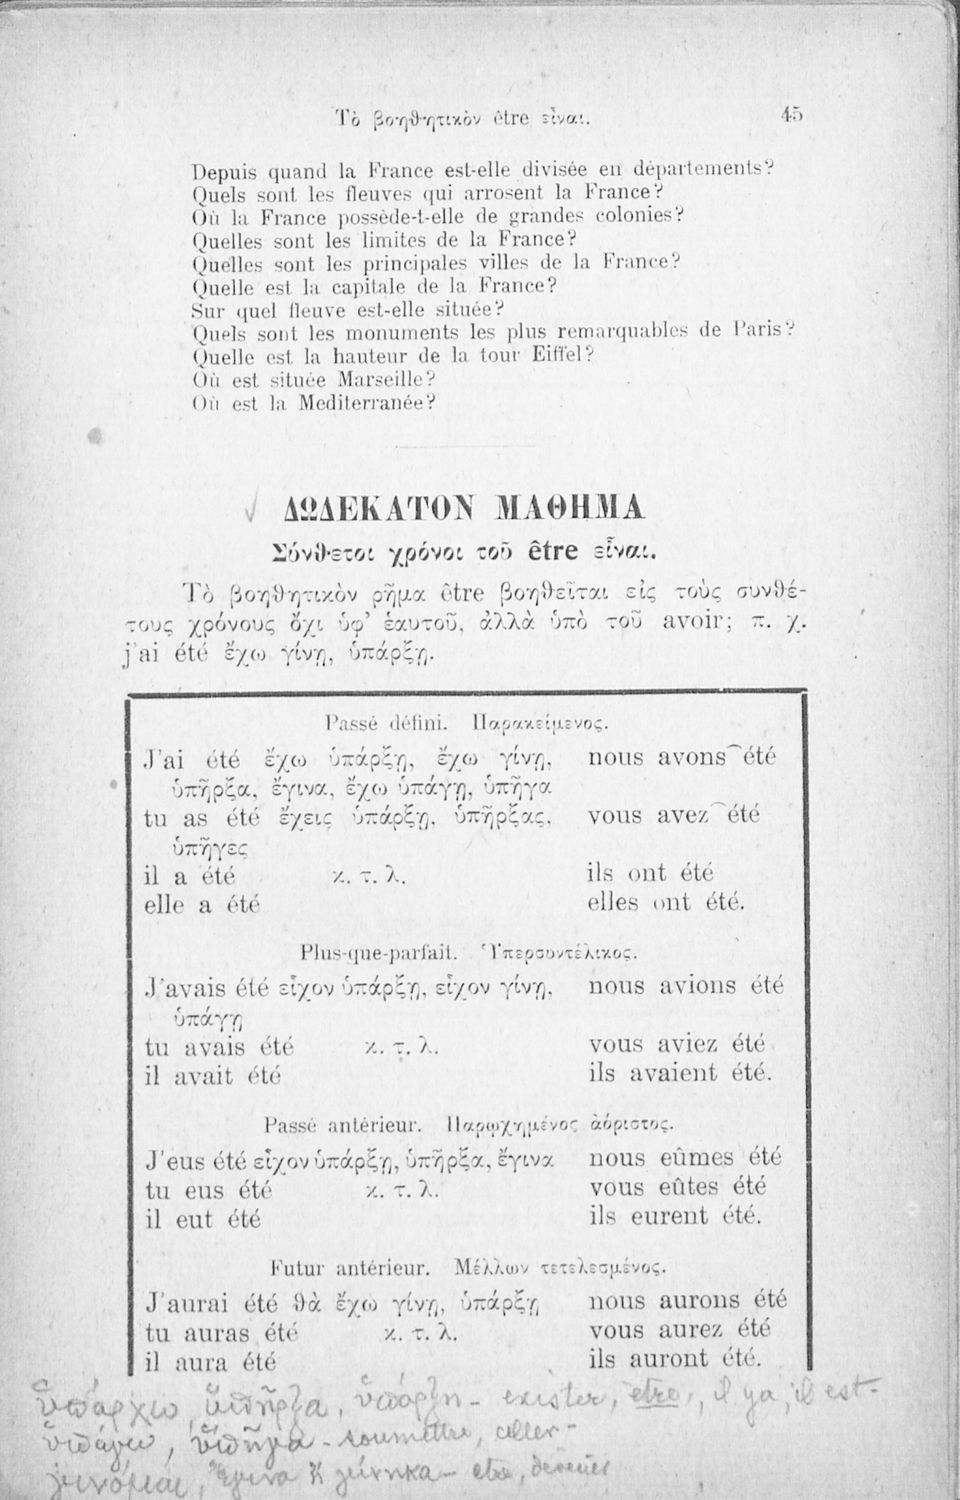 Τὸ βοηθητικὸν être εἶναι. 45
Depuis quand la France est-elle divisée en départements?
Quels sont les fleuves qui arrosent la France?
Où la France possède-t-elle de grandes colonies?
Quelles sont les limites de la France?
Quelles sont les principales villes de la France?
Quelle est la capitale de la France?
Sur quel fleuve est-elle située?
Quels sont les monuments les plus remarquables de Paris?
Quelle est la hauteur de la tour Eiffel?
Où est située Marseille?
Où est la Mediterranée?
ΔΩΔΕΚΑΤΟΝ ΜΑΘΗΜΑ
Σύνθετοι χρόνοι τοῦ être εἶναι.
Τὸ βοηθητικὸν ρῆμα être βοηθεῖται εἰς τοὺς συνθέ-
τους χρόνους ὄχι ὑφ' ἑαυτοῦ, ἀλλὰ ὑπὸ τοῦ avoir; π. χ.
j'ai été ἔχω γίνῃ, ὑπάρξῃ.
Passé défini. Παρακείμενος.
J'ai été ἔχω ὑπάρξῃ, ἔχω γίνῃ, nous avons‿été
ὑπῆρξα, ἔγινα, ἔχω ὑπάγῃ, ὑπῆγα
tu as été ἔχεις ὑπάρξῃ, ὑπῆρξας, vous avez‿été
ὑπῆγες
il a été κ. τ. λ. ils ont été
elle a été elles ont été.
Plus-que-parfait. Ὑπερσυντέλικος.
J'avais été εἶχον ὑπάρξῃ, εἶχον γίνῃ, nous avions été
ὑπάγῃ
tu avais été κ. τ. λ. vous aviez été
il avait été ils avaient été.
Passé antérieur. Παρῳχημένος ἀόριστος.
J'eus été εἶχον ὑπάρξῃ, ὑπῆρξα, ἔγινα nous eûmes été
tu eus été κ. τ. λ. vous eûtes été
il eut été ils eurent été.
Futur antérieur. Μέλλων τετελεσμένος.
J'aurai été θὰ ἔχω γίνῃ, ὑπάρξῃ nous aurons été
tu auras été κ. τ. λ. vous aurez été
il aura été ils auront été.
ὑπάρχω, ὑπῆρξα, ὑπάρξη - exister, être, il y a, il est-
ὑπάγω, ὑπῆγα - soumettre, aller-
γίνομαι, ἔγινα γίνηκα - etre, devenir